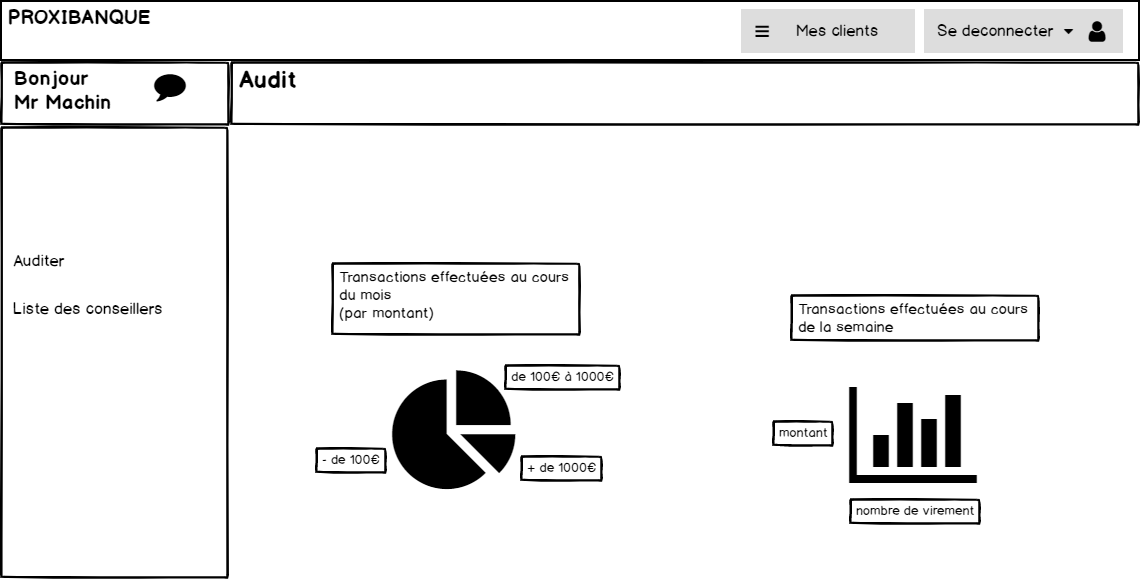 PROXIBANQUE
Mes clients
Se deconnecter
Bonjour
Mr Machin
Audit
Auditer
Liste des conseillers
Transactions effectuées au cours
du mois
(par montant)
de 100€ à 1000€
- de 100€
+ de 1000€
Transactions effectuées au cours
de la semaine
montant
nombre de virement